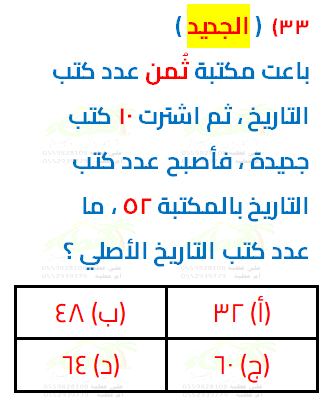 ٣٣) ( الجديد )
باعت مكتبة ثُمن عدد كتب
التاريخ ، ثم اشترت ١٠ كتب
جديدة ، فأصبح عدد كتب
التاريخ بالمكتبة ٥٢ ، ما
عدد كتب التاريخ الأصلي ؟
(أ) ٣٢ (ب) ٤٨
(ج) ٦٠ (د) ٦٤